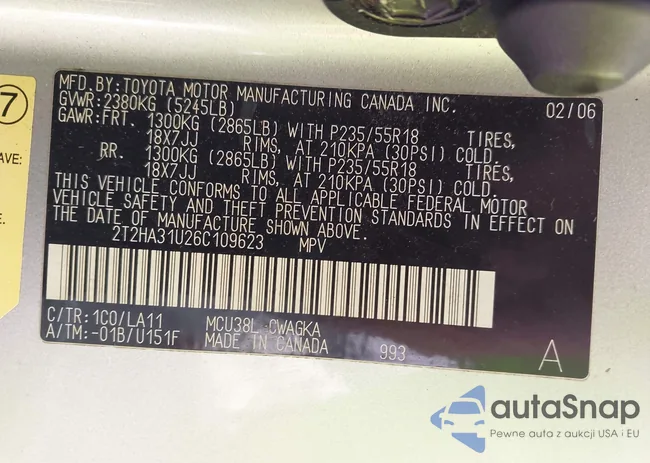 MFD.BY:TOYOTA MOTOR MANUFACTURING CANADA INC.
GVWR:2380KG (5245LB) 02/06
GAWR:FRT. 1300KG (2865LB) WITH P235/55R18 TIRES,
18X7JJ RIMS, AT 210KPA (30PSI) COLD.
RR. 1300KG (2865LB) WITH P235/55R18 TIRES,
18X7JJ RIMS, AT 210KPA (30PSI) COLD.
THIS VEHICLE CONFORMS TO ALL APPLICABLE FEDERAL MOTOR
VEHICLE SAFETY AND THEFT PREVENTION STANDARDS IN EFFECT ON
THE DATE OF MANUFACTURE SHOWN ABOVE.
2T2HA31U26C109623 MPV
C/TR:1C0/LA11 MCU38L-CWAGKA
A/TM:-01B/U151F MADE IN CANADA 993 A
7
AVE:
autoSnap
Pewne auta z aukcji USA i EU